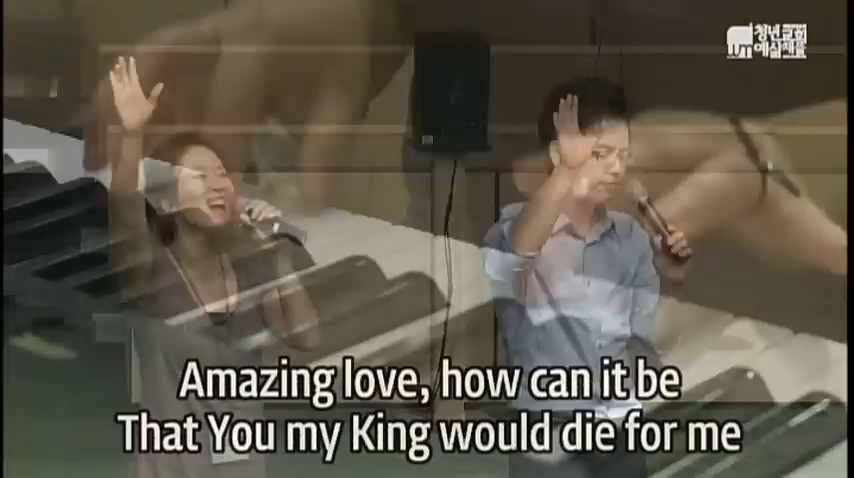 청년교회
예실채플
Amazing love, how can it be
That You my King would die for me